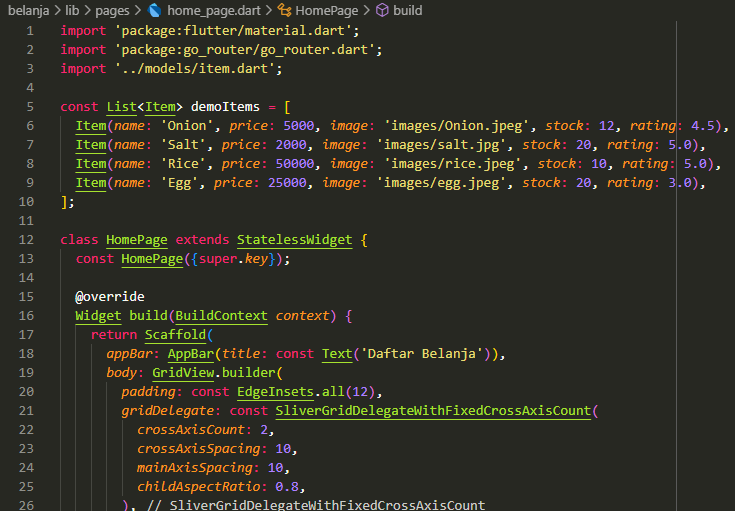 belanja > lib > pages > home_page.dart > HomePage > build
1 import 'package:flutter/material.dart';
2 import 'package:go_router/go_router.dart';
3 import '../models/item.dart';
4
5 const List<Item> demoItems = [
6   Item(name: 'Onion', price: 5000, image: 'images/Onion.jpeg', stock: 12, rating: 4.5),
7   Item(name: 'Salt', price: 2000, image: 'images/salt.jpg', stock: 20, rating: 5.0),
8   Item(name: 'Rice', price: 50000, image: 'images/rice.jpeg', stock: 10, rating: 5.0),
9   Item(name: 'Egg', price: 25000, image: 'images/egg.jpeg', stock: 20, rating: 3.0),
10 ];
11
12 class HomePage extends StatelessWidget {
13   const HomePage({super.key});
14
15   @override
16   Widget build(BuildContext context) {
17     return Scaffold(
18       appBar: AppBar(title: const Text('Daftar Belanja')),
19       body: GridView.builder(
20         padding: const EdgeInsets.all(12),
21         gridDelegate: const SliverGridDelegateWithFixedCrossAxisCount(
22           crossAxisCount: 2,
23           crossAxisSpacing: 10,
24           mainAxisSpacing: 10,
25           childAspectRatio: 0.8,
26         ), // SliverGridDelegateWithFixedCrossAxisCount